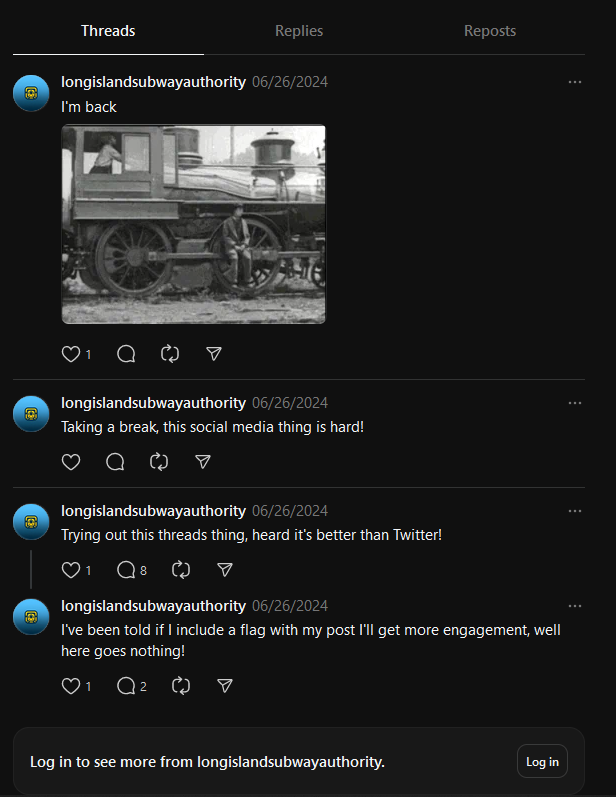 Threads
Replies
Reposts
longislandsubwayauthority 06/26/2024
I'm back
1
longislandsubwayauthority 06/26/2024
Taking a break, this social media thing is hard!
longislandsubwayauthority 06/26/2024
Trying out this threads thing, heard it's better than Twitter!
1 8
longislandsubwayauthority 06/26/2024
I've been told if I include a flag with my post I'll get more engagement, well
here goes nothing!
1 2
Log in to see more from longislandsubwayauthority.
Log in